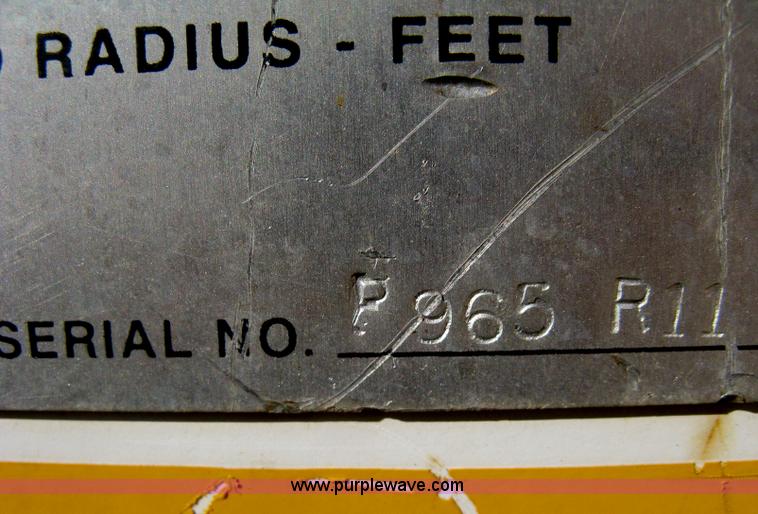 RADIUS - FEET
SERIAL NO. P 965 R11
www.purplewave.com